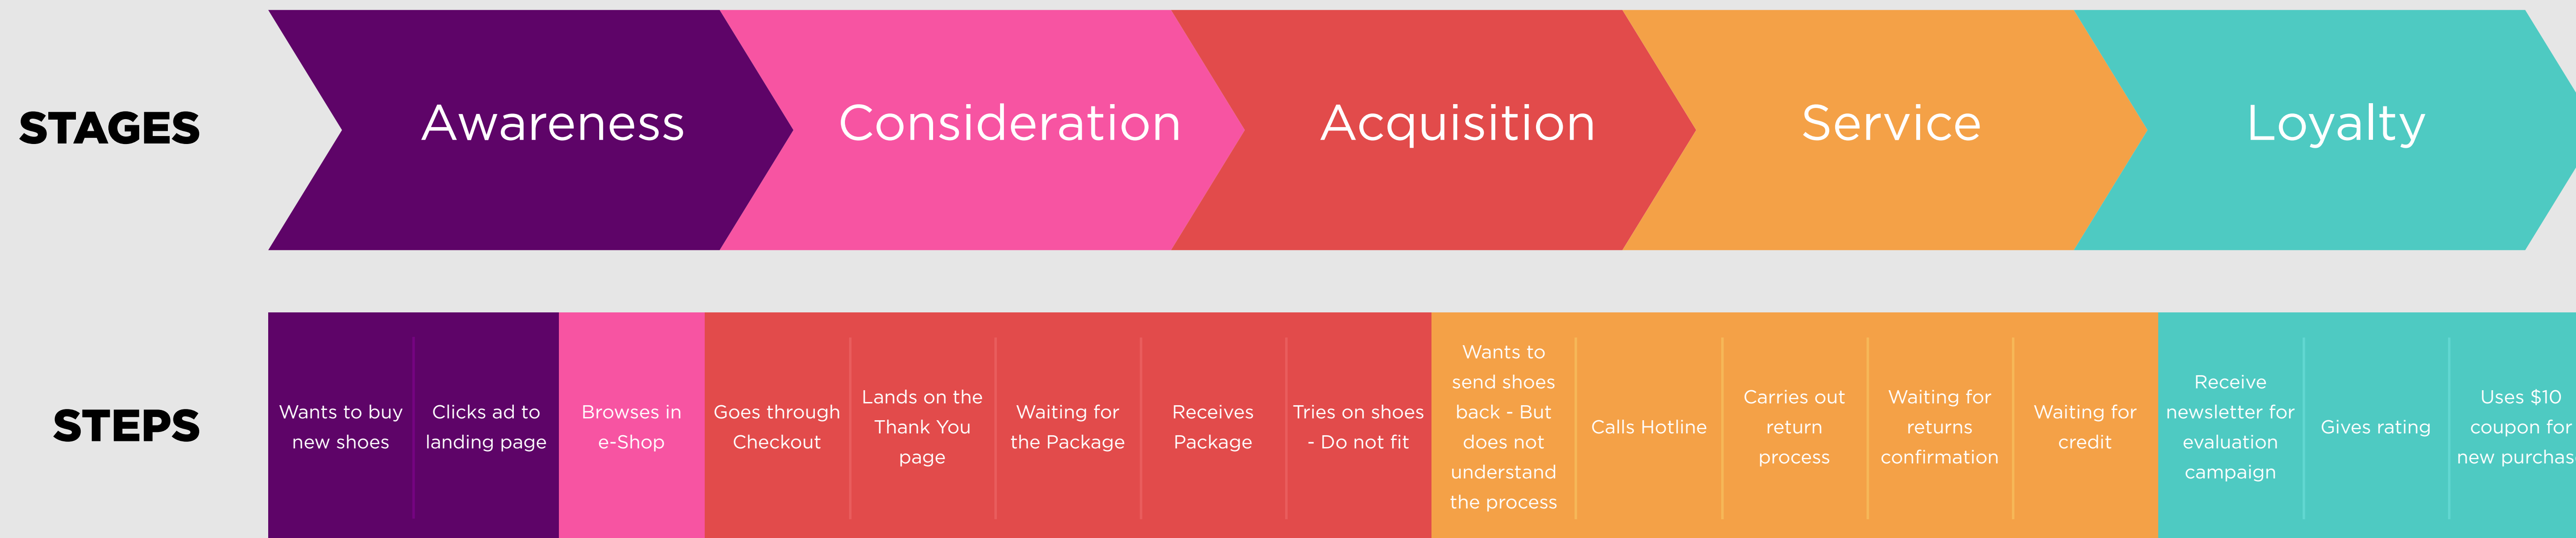 STAGES
Awareness
Consideration
Acquisition
Service
Loyalty
STEPS
Wants to buy
new shoes
Clicks ad to
landing page
Browses in
e-Shop
Goes through
Checkout
Lands on the
Thank You
page
Waiting for
the Package
Receives
Package
Tries on shoes
- Do not fit
Wants to
send shoes
back - But
does not
understand
the process
Calls Hotline
Carries out
return
process
Waiting for
returns
confirmation
Waiting for
credit
Receive
newsletter for
evaluation
campaign
Gives rating
Uses $10
coupon for
new purchas